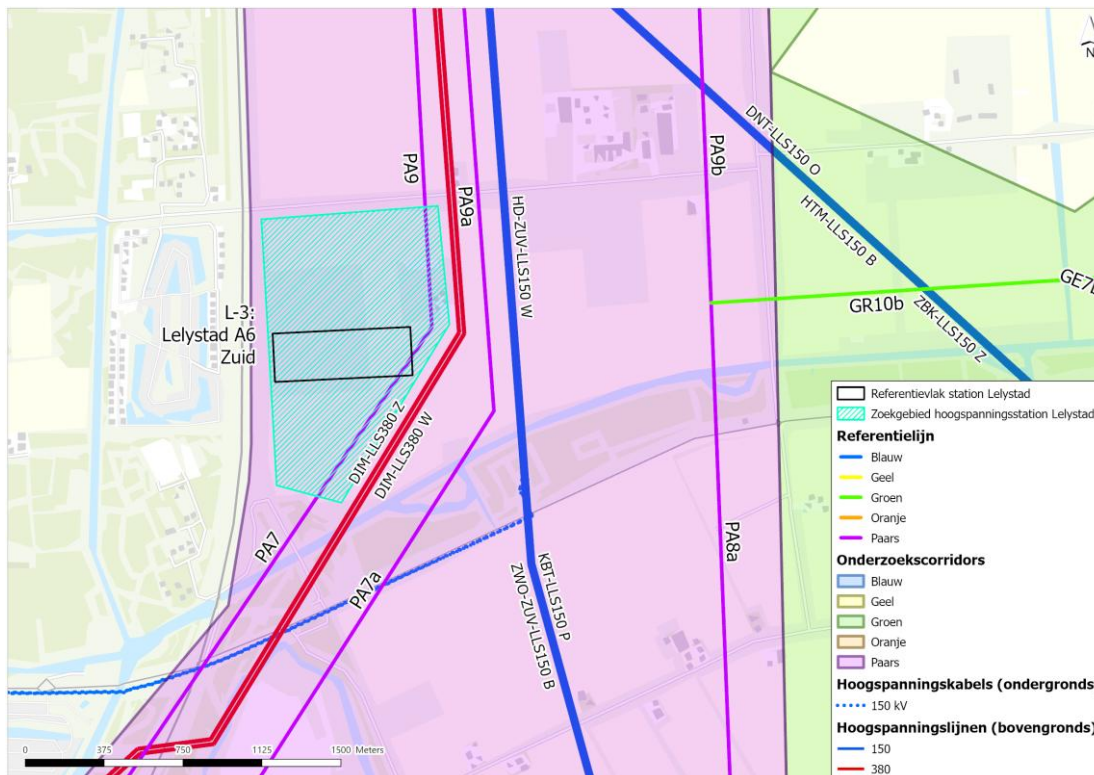 N
PA9
PA9a
PA9b
DNT-LLS150 O
HTM-LLS150 B
ZBK-LLS150 Z
HD-ZUV-LLS150 W
GR10b
L-3:
Lelystad A6
Zuid
DIM-LLS380 Z
DIM-LLS380 W
PA7
PA7a
PA8a
KBT-LLS150 P
ZWO-ZUV-LLS150 B
0 375 750 1125 1500 Meters
Referentievlak station Lelystad
Zoekgebied hoogspanningsstation Lelystad
Referentielijn
Blauw
Geel
Groen
Oranje
Paars
Onderzoekscorridors
Blauw
Geel
Groen
Oranje
Paars
Hoogspanningskabels (ondergronds
150 kV
Hoogspanningslijnen (bovengronds)
150
380